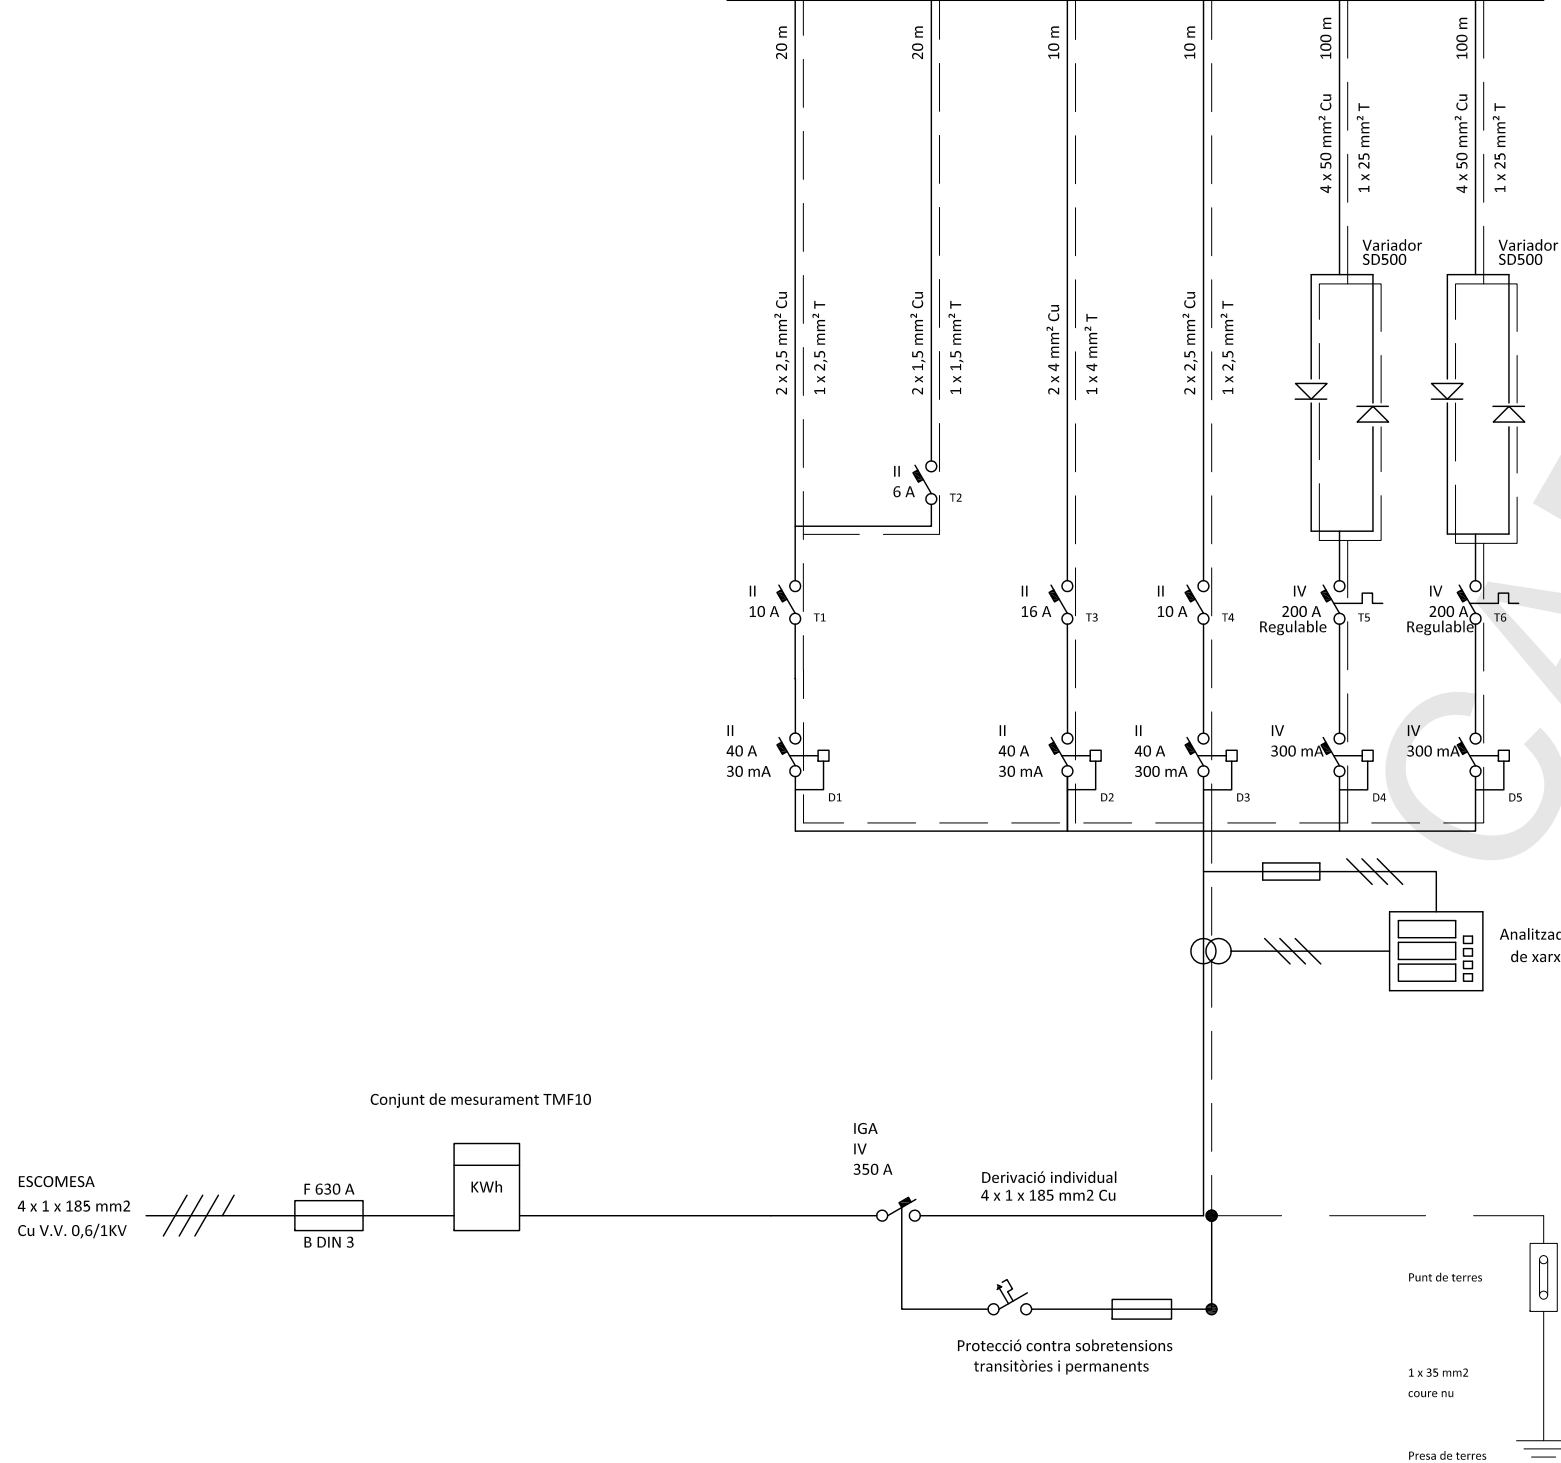 20 m
20 m
10 m
10 m
100 m
100 m
4 x 50 mm² Cu
1 x 25 mm² T
4 x 50 mm² Cu
1 x 25 mm² T
Variador
SD500
Variador
SD500
2 x 2,5 mm² Cu
1 x 2,5 mm² T
2 x 1,5 mm² Cu
1 x 1,5 mm² T
2 x 4 mm² Cu
1 x 4 mm² T
2 x 2,5 mm² Cu
1 x 2,5 mm² T
II
6 A
T2
II
10 A
T1
II
16 A
T3
II
10 A
T4
IV
200 A
Regulable
T5
IV
200 A
Regulable
T6
II
40 A
30 mA
D1
II
40 A
30 mA
D2
II
40 A
300 mA
D3
IV
300 mA
D4
IV
300 mA
D5
Analitzad
de xarx
Conjunt de mesurament TMF10
ESCOMESA
4 x 1 x 185 mm2
Cu V.V. 0,6/1KV
F 630 A
B DIN 3
KWh
IGA
IV
350 A
Derivació individual
4 x 1 x 185 mm2 Cu
Protecció contra sobretensions
transitòries i permanents
Punt de terres
1 x 35 mm2
coure nu
Presa de terres